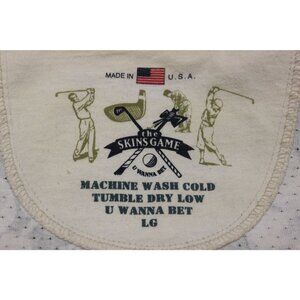 MADE IN U.S.A.
the
SKINS GAME
U WANNA BET
MACHINE WASH COLD
TUMBLE DRY LOW
U WANNA BET
LG